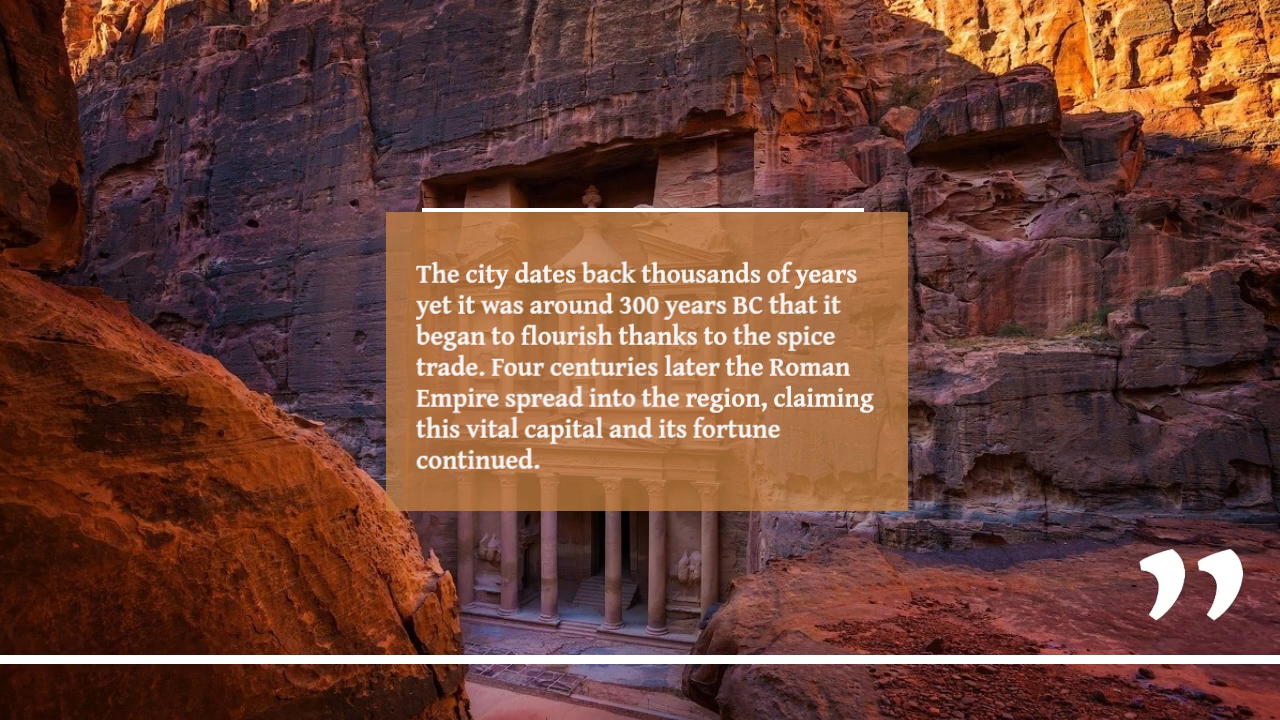 The city dates back thousands of years
yet it was around 300 years BC that it
began to flourish thanks to the spice
trade. Four centuries later the Roman
Empire spread into the region, claiming
this vital capital and its fortune
continued.
”